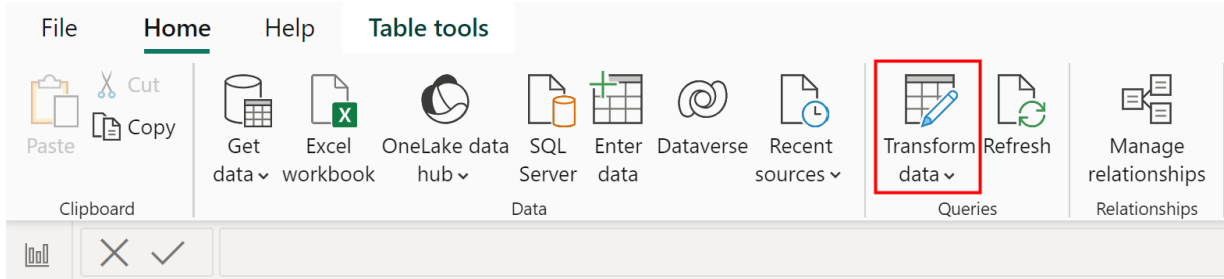 File Home Help Table tools
Paste
Cut
Copy
Clipboard
Get
data
Excel
workbook
OneLake data
hub
SQL
Server
Enter
data
Dataverse
Recent
sources
Data
Transform
data
Refresh
Queries
Manage
relationships
Relationships